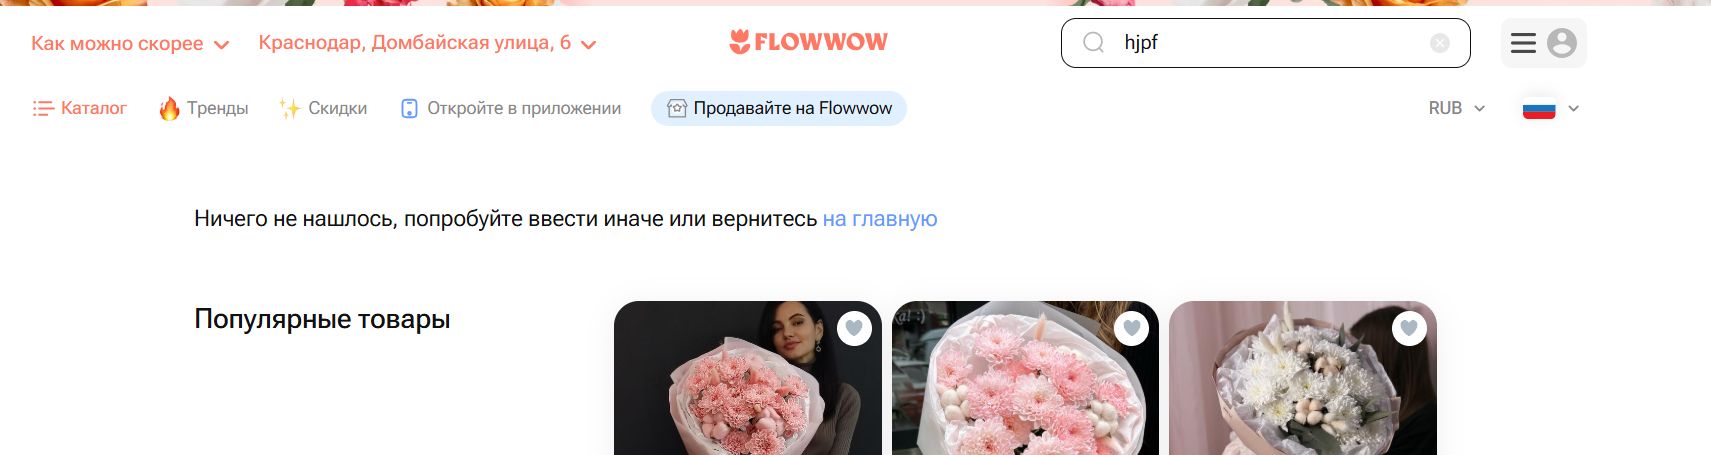 Как можно скорее
Краснодар, Домбайская улица, 6
FLOWWOW
hjpf
Каталог
Тренды
Скидки
Откройте в приложении
Продавайте на Flowwow
RUB
Ничего не нашлось, попробуйте ввести иначе или вернитесь на главную
Популярные товары